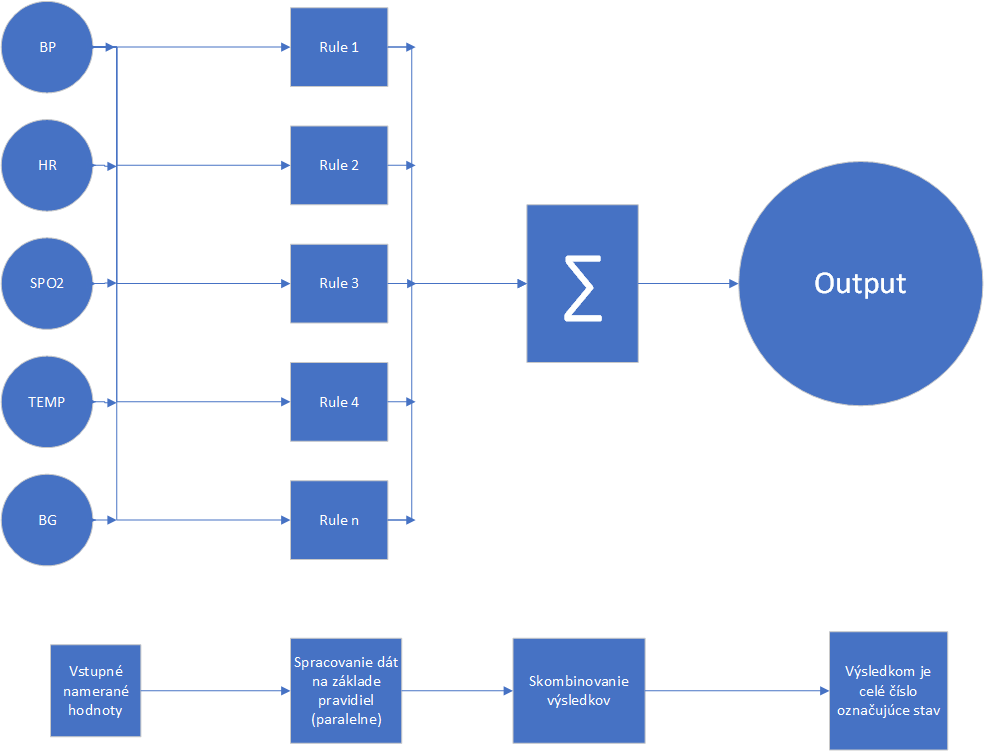 BP
Rule 1
HR
Rule 2
SPO2
Rule 3
∑
Output
TEMP
Rule 4
BG
Rule n
Vstupné
namerané
hodnoty
Spracovanie dát
na základe
pravidiel
(paralelne)
Skombinovanie
výsledkov
Výsledkom je
celé číslo
označujúce stav